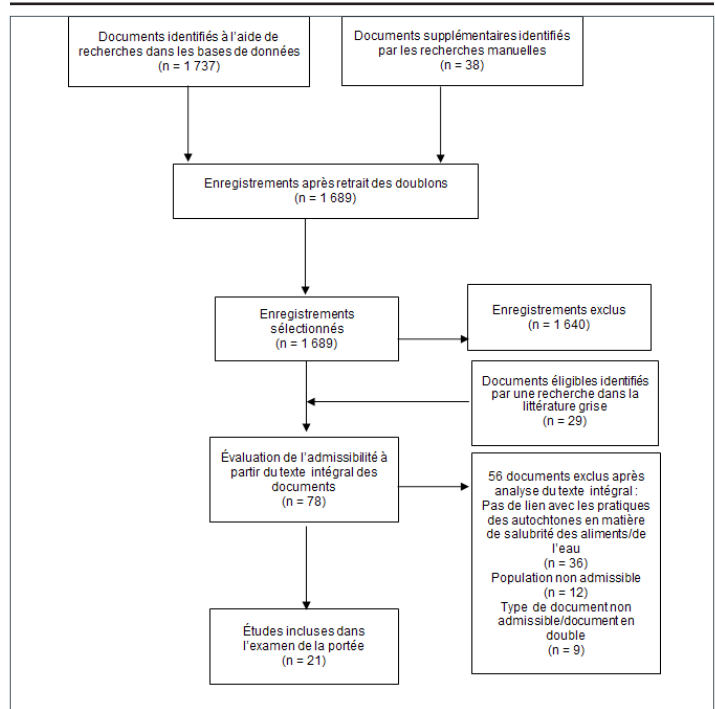 Documents identifiés à l'aide de
recherches dans les bases de données
(n = 1 737)
Documents supplémentaires identifiés
par les recherches manuelles
(n = 38)
Enregistrements après retrait des doublons
(n = 1 689)
Enregistrements
sélectionnés
(n = 1 689)
Enregistrements exclus
(n = 1 640)
Documents éligibles identifiés
par une recherche dans la
littérature grise
(n = 29)
Évaluation de l'admissibilité à
partir du texte intégral des
documents
(n = 78)
56 documents exclus après
analyse du texte intégral :
Pas de lien avec les pratiques
des autochtones en matière
de salubrité des aliments/de
l'eau
(n = 36)
Population non admissible
(n = 12)
Type de document non
admissible/document en
double
(n = 9)
Études incluses dans
l'examen de la portée
(n = 21)